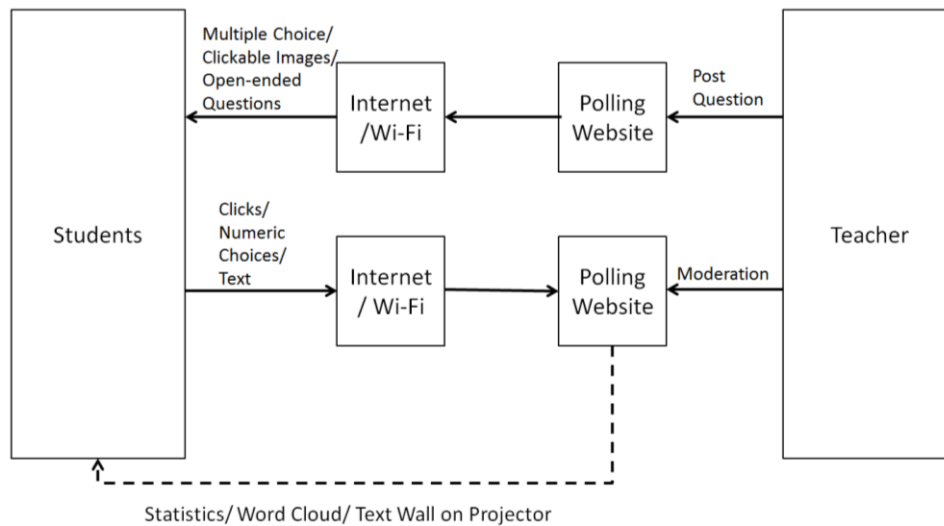 Multiple Choice/
Clickable Images/
Open-ended
Questions
Internet
/Wi-Fi
Polling
Website
Post
Question
Students
Clicks/
Numeric
Choices/
Text
Internet
/ Wi-Fi
Polling
Website
Moderation
Teacher
Statistics/ Word Cloud/ Text Wall on Projector